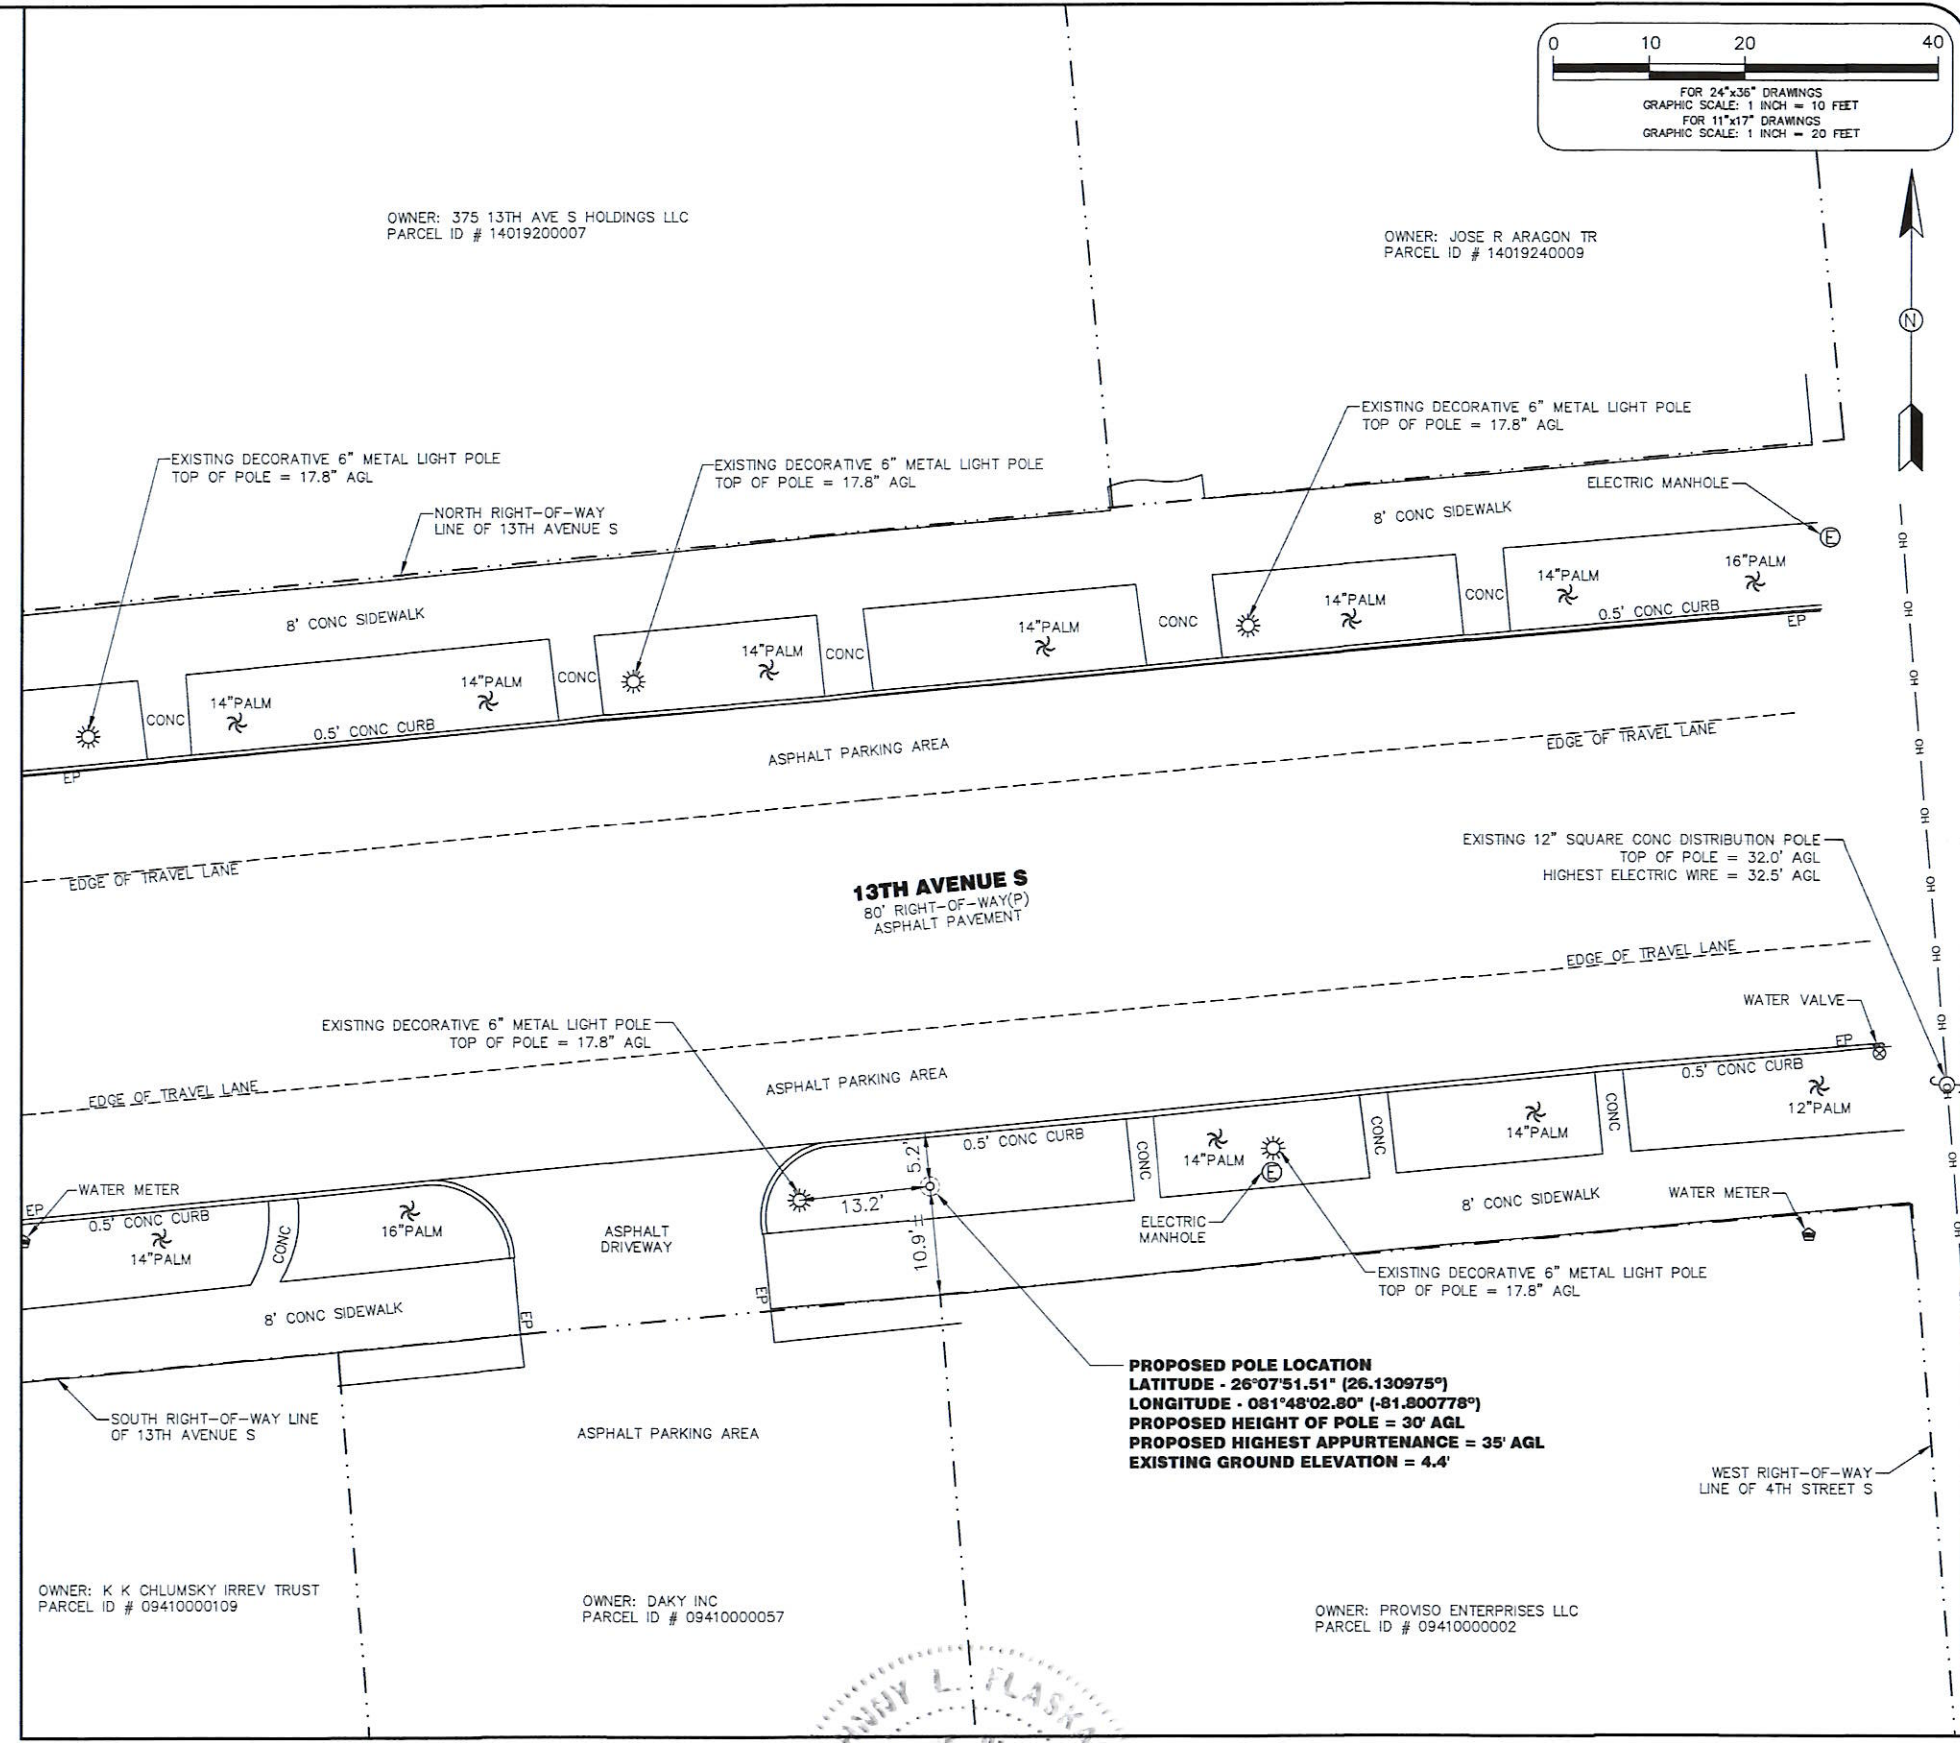 0 10 20 40
FOR 24"x36" DRAWINGS
GRAPHIC SCALE: 1 INCH = 10 FEET
FOR 11"x17" DRAWINGS
GRAPHIC SCALE: 1 INCH = 20 FEET
N
OWNER: 375 13TH AVE S HOLDINGS LLC
PARCEL ID # 14019200007
OWNER: JOSE R ARAGON TR
PARCEL ID # 14019240009
EXISTING DECORATIVE 6" METAL LIGHT POLE
TOP OF POLE = 17.8" AGL
EXISTING DECORATIVE 6" METAL LIGHT POLE
TOP OF POLE = 17.8" AGL
EXISTING DECORATIVE 6" METAL LIGHT POLE
TOP OF POLE = 17.8" AGL
NORTH RIGHT-OF-WAY
LINE OF 13TH AVENUE S
ELECTRIC MANHOLE
E
8' CONC SIDEWALK
8' CONC SIDEWALK
CONC
14"PALM
14"PALM
CONC
14"PALM
CONC
14"PALM
CONC
14"PALM
CONC
14"PALM
16"PALM
0.5' CONC CURB
0.5' CONC CURB
EP
EP
OH
OH
OH
OH
OH
OH
OH
OH
OH
OH
OH
ASPHALT PARKING AREA
EDGE OF TRAVEL LANE
EDGE OF TRAVEL LANE
13TH AVENUE S
80' RIGHT-OF-WAY(P)
ASPHALT PAVEMENT
EXISTING 12" SQUARE CONC DISTRIBUTION POLE
TOP OF POLE = 32.0' AGL
HIGHEST ELECTRIC WIRE = 32.5' AGL
EDGE OF TRAVEL LANE
EDGE OF TRAVEL LANE
WATER VALVE
EXISTING DECORATIVE 6" METAL LIGHT POLE
TOP OF POLE = 17.8" AGL
ASPHALT PARKING AREA
EP
0.5' CONC CURB
12"PALM
CONC
14"PALM
CONC
14"PALM
E
CONC
0.5' CONC CURB
5.2'
13.2'
10.9'±
WATER METER
EP
0.5' CONC CURB
14"PALM
CONC
16"PALM
ASPHALT
DRIVEWAY
EP
EP
8' CONC SIDEWALK
8' CONC SIDEWALK
ELECTRIC
MANHOLE
WATER METER
EXISTING DECORATIVE 6" METAL LIGHT POLE
TOP OF POLE = 17.8" AGL
PROPOSED POLE LOCATION
LATITUDE - 26°07'51.51" (26.130975°)
LONGITUDE - 081°48'02.80" (-81.800778°)
PROPOSED HEIGHT OF POLE = 30' AGL
PROPOSED HIGHEST APPURTENANCE = 35' AGL
EXISTING GROUND ELEVATION = 4.4'
SOUTH RIGHT-OF-WAY LINE
OF 13TH AVENUE S
ASPHALT PARKING AREA
WEST RIGHT-OF-WAY
LINE OF 4TH STREET S
OWNER: K K CHLUMSKY IRREV TRUST
PARCEL ID # 09410000109
OWNER: DAKY INC
PARCEL ID # 09410000057
OWNER: PROVISO ENTERPRISES LLC
PARCEL ID # 09410000002
L. FLASKA